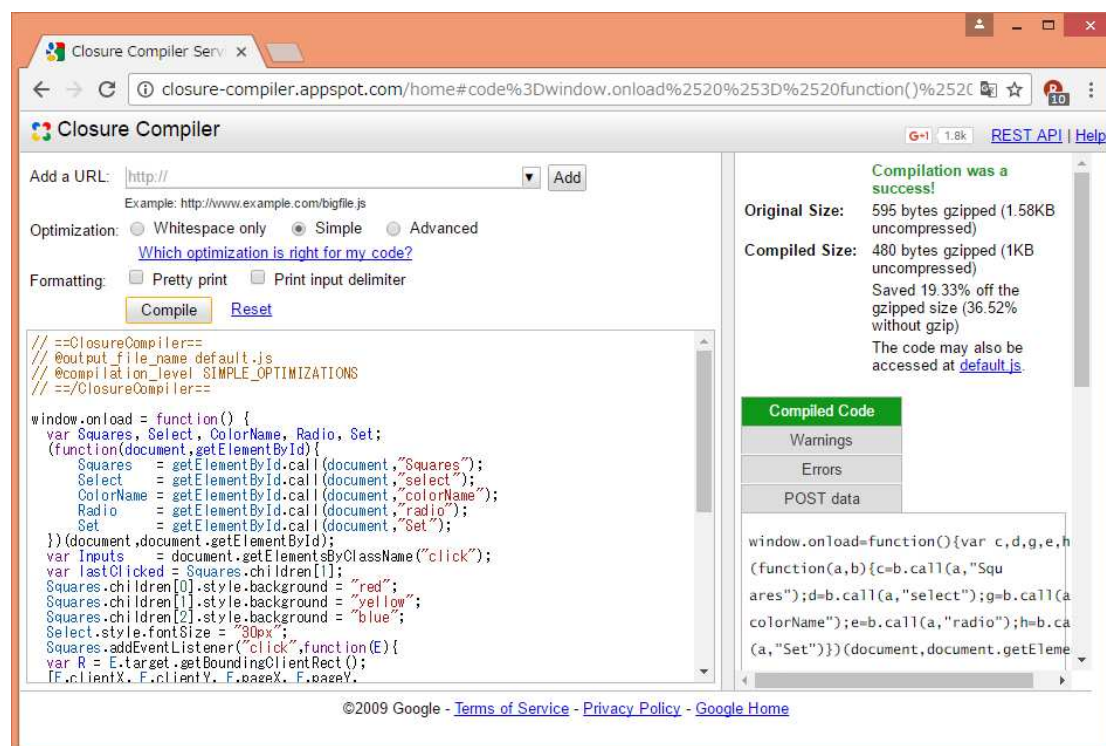 Closure Compiler Serv
closure-compiler.appspot.com/home#code%3Dwindow.onload%2520%253D%2520function()%252
10
Closure Compiler
G+1 1.8k REST API | Help
Add a URL: http:// Add
Example: http://www.example.com/bigfile.js
Optimization: Whitespace only Simple Advanced
Which optimization is right for my code?
Formatting: Pretty print Print input delimiter
Compile Reset
// ==ClosureCompiler==
// @output_file_name default.js
// @compilation_level SIMPLE_OPTIMIZATIONS
// ==/ClosureCompiler==
window.onload = function() {
var Squares, Select, ColorName, Radio, Set;
(function(document,getElementById){
Squares = getElementById.call(document,"Squares");
Select = getElementById.call(document,"select");
ColorName = getElementById.call(document,"colorName");
Radio = getElementById.call(document,"radio");
Set = getElementById.call(document,"Set");
})(document,document.getElementById);
var Inputs = document.getElementsByClassName("click");
var lastClicked = Squares.children[1];
Squares.children[0].style.background = "red";
Squares.children[1].style.background = "yellow";
Squares.children[2].style.background = "blue";
Select.style.fontSize = "30px";
Squares.addEventListener("click",function(E){
var R = E.target.getBoundingClientRect();
[E.clientX, E.clientY, E.pageX, E.pageY,
Compilation was a
success!
Original Size: 595 bytes gzipped (1.58KB
uncompressed)
Compiled Size: 480 bytes gzipped (1KB
uncompressed)
Saved 19.33% off the
gzipped size (36.52%
without gzip)
The code may also be
accessed at default.js.
Compiled Code
Warnings
Errors
POST data
window.onload=function(){var c,d,g,e,h
(function(a,b){c=b.call(a,"Squ
ares");d=b.call(a,"select");g=b.call(a
colorName");e=b.call(a,"radio");h=b.ca
(a,"Set")})(document,document.getEleme
©2009 Google - Terms of Service - Privacy Policy - Google Home